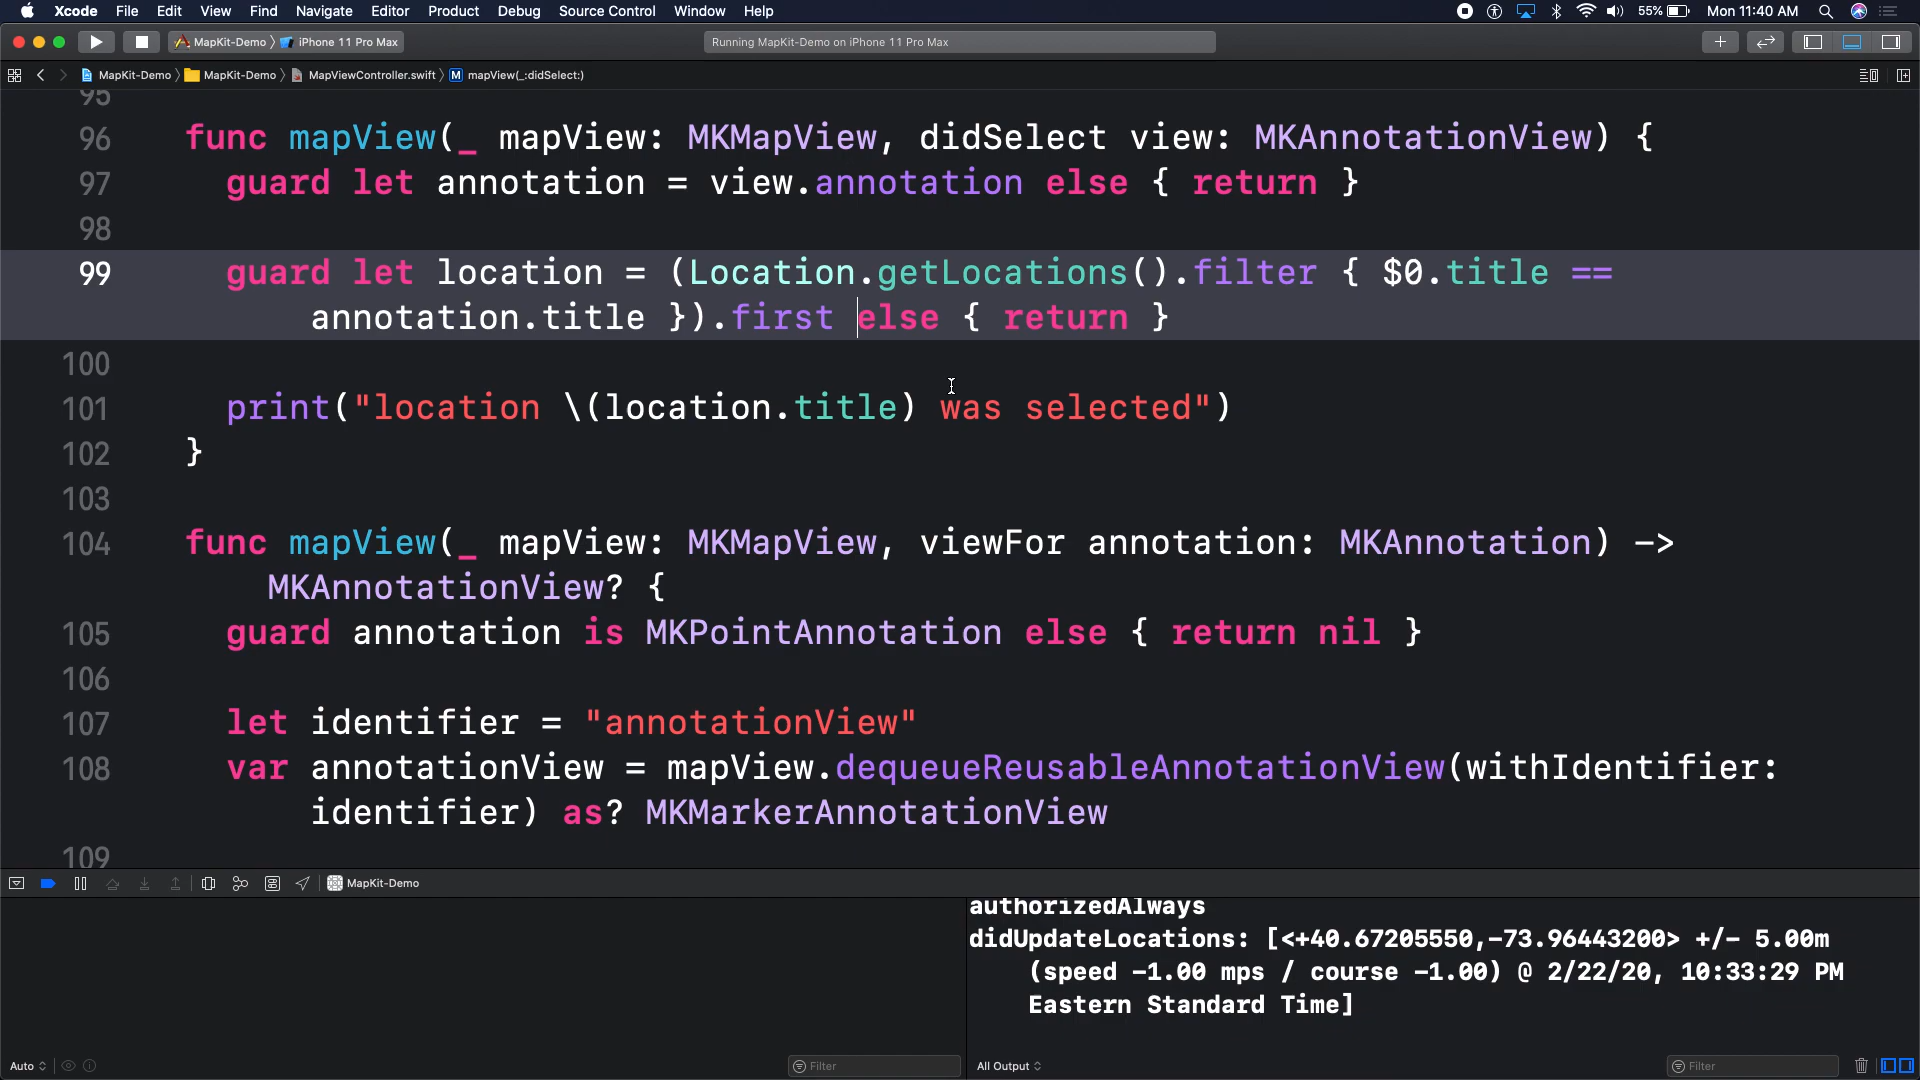 Xcode File Edit View Find Navigate Editor Product Debug Source Control Window Help 55% Mon 11:40 AM
MapKit-Demo iPhone 11 Pro Max Running MapKit-Demo on iPhone 11 Pro Max
MapKit-Demo MapKit-Demo MapViewController.swift M mapView(_:didSelect:)
95
96 func mapView(_ mapView: MKMapView, didSelect view: MKAnnotationView) {
97 guard let annotation = view.annotation else { return }
98
99 guard let location = (Location.getLocations().filter { $0.title ==
annotation.title }).first else { return }
100
101 print("location \(location.title) was selected")
102 }
103
104 func mapView(_ mapView: MKMapView, viewFor annotation: MKAnnotation) ->
MKAnnotationView? {
105 guard annotation is MKPointAnnotation else { return nil }
106
107 let identifier = "annotationView"
108 var annotationView = mapView.dequeueReusableAnnotationView(withIdentifier:
identifier) as? MKMarkerAnnotationView
109
MapKit-Demo
authorizedAlways
didUpdateLocations: [<+40.67205550,-73.96443200> +/- 5.00m
(speed -1.00 mps / course -1.00) @ 2/22/20, 10:33:29 PM
Eastern Standard Time]
Auto Filter All Output Filter